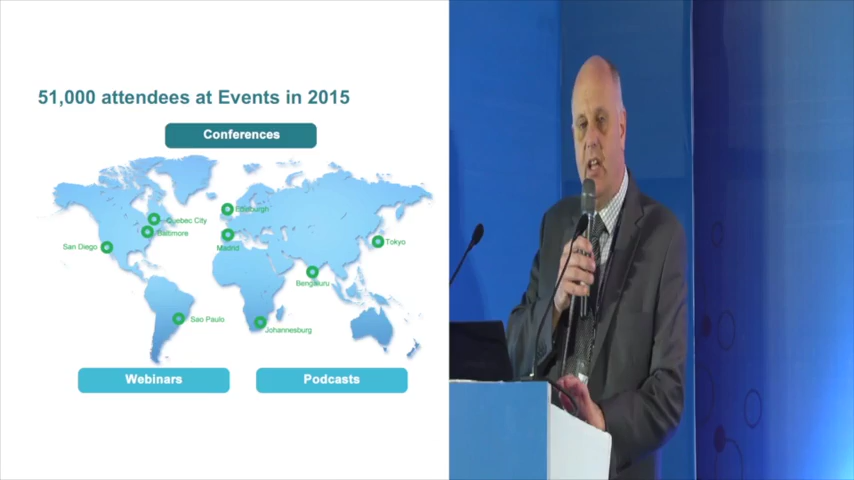 51,000 attendees at Events in 2015
Conferences
Edinburgh
Quebec City
Baltimore
San Diego
Madrid
Tokyo
Bengaluru
Sao Paulo
Johannesburg
Webinars
Podcasts